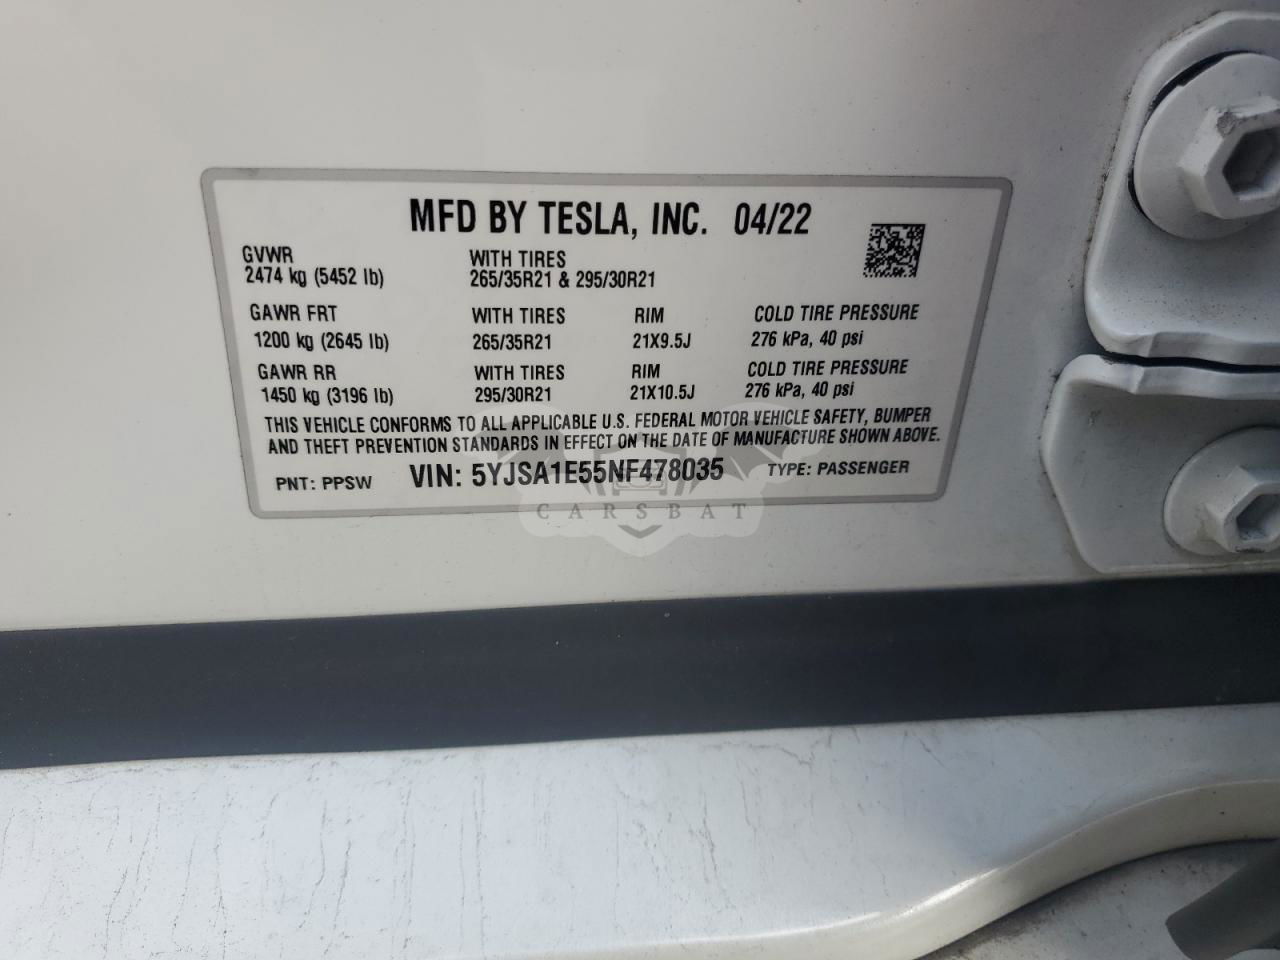 MFD BY TESLA, INC. 04/22
GVWR WITH TIRES
2474 kg (5452 lb) 265/35R21 & 295/30R21
GAWR FRT WITH TIRES RIM COLD TIRE PRESSURE
1200 kg (2645 lb) 265/35R21 21X9.5J 276 kPa, 40 psi
GAWR RR WITH TIRES RIM COLD TIRE PRESSURE
1450 kg (3196 lb) 295/30R21 21X10.5J 276 kPa, 40 psi
THIS VEHICLE CONFORMS TO ALL APPLICABLE U.S. FEDERAL MOTOR VEHICLE SAFETY, BUMPER
AND THEFT PREVENTION STANDARDS IN EFFECT ON THE DATE OF MANUFACTURE SHOWN ABOVE.
PNT: PPSW VIN: 5YJSA1E55NF478035 TYPE: PASSENGER
CARSBAT